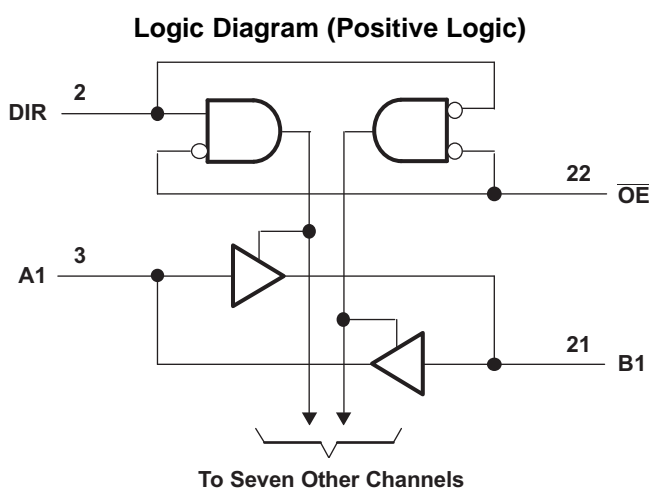 Logic Diagram (Positive Logic)
2
DIR
22
OE
3
A1
21
B1
To Seven Other Channels